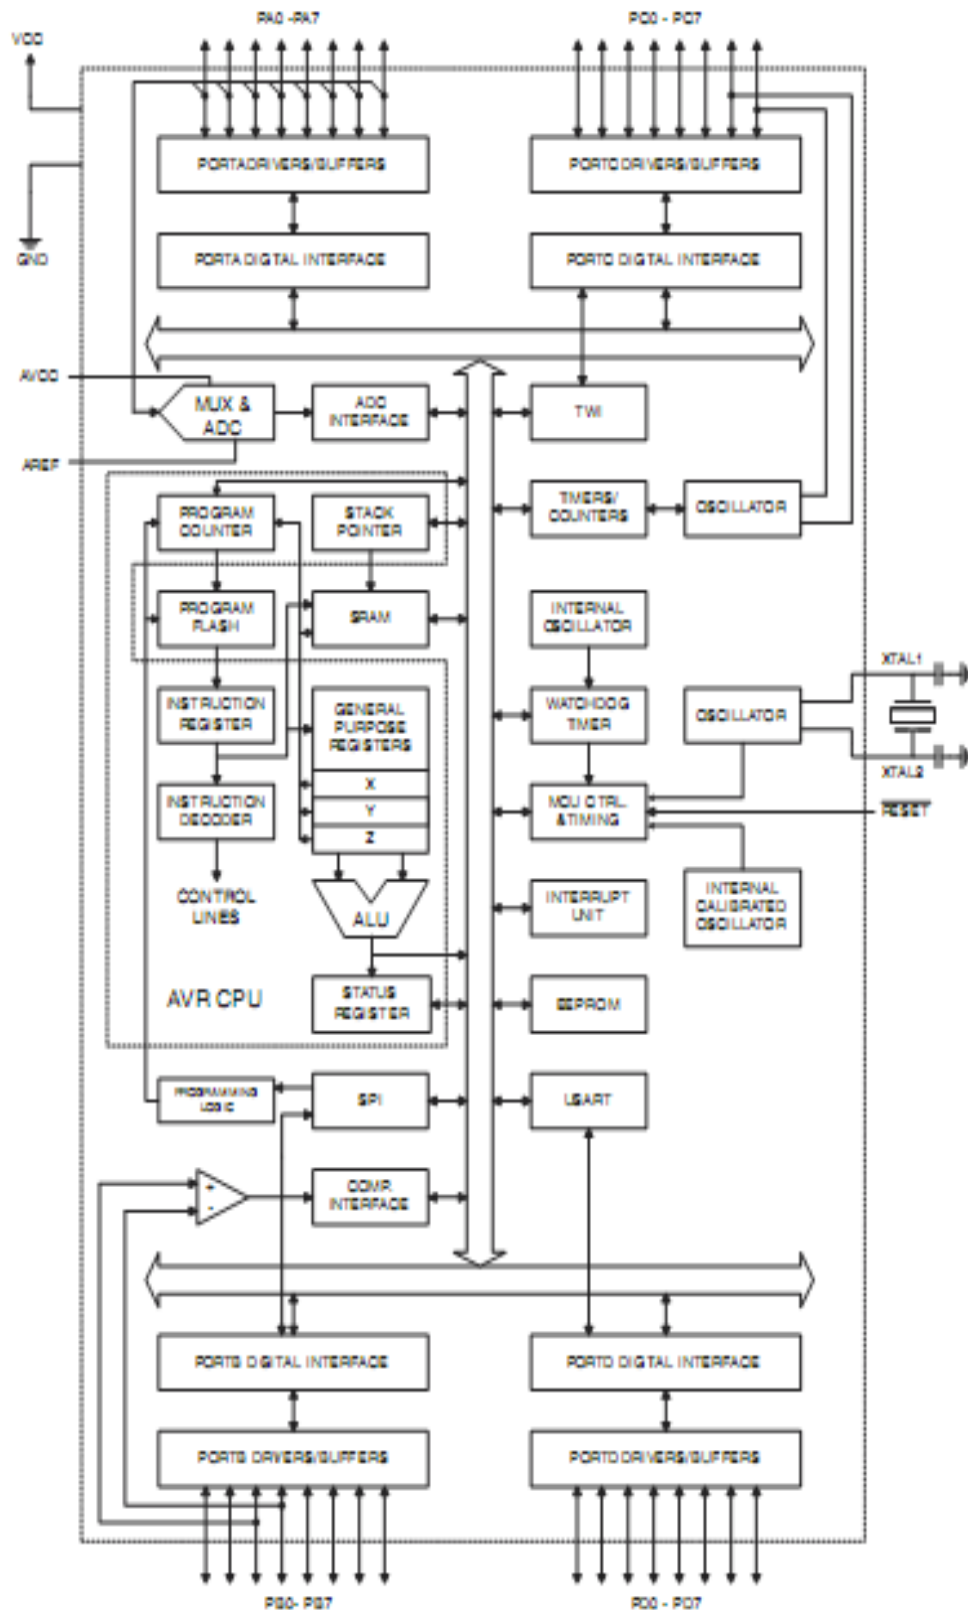 PA0 -PA7
PC0 - PC7
VCC
PORTA DRIVERS/BUFFERS
PORTC DRIVERS/BUFFERS
GND
PORTA DIGITAL INTERFACE
PORTC DIGITAL INTERFACE
AVCC
MUX &
ADC
ADC
INTERFACE
TWI
AREF
PROGRAM
COUNTER
STACK
POINTER
TIMERS/
COUNTERS
OSCILLATOR
PROGRAM
FLASH
SRAM
INTERNAL
OSCILLATOR
XTAL1
INSTRUCTION
REGISTER
GENERAL
PURPOSE
REGISTERS
WATCHDOG
TIMER
OSCILLATOR
XTAL2
X
INSTRUCTION
DECODER
Y
Z
MCU CTRL.
& TIMING
RESET
CONTROL
LINES
ALU
INTERRUPT
UNIT
INTERNAL
CALIBRATED
OSCILLATOR
AVR CPU
STATUS
REGISTER
EEPROM
PROGRAMMING
LOGIC
SPI
USART
+
-
COMP.
INTERFACE
PORTB DIGITAL INTERFACE
PORTD DIGITAL INTERFACE
PORTB DRIVERS/BUFFERS
PORTD DRIVERS/BUFFERS
PB0- PB7
PD0 - PD7